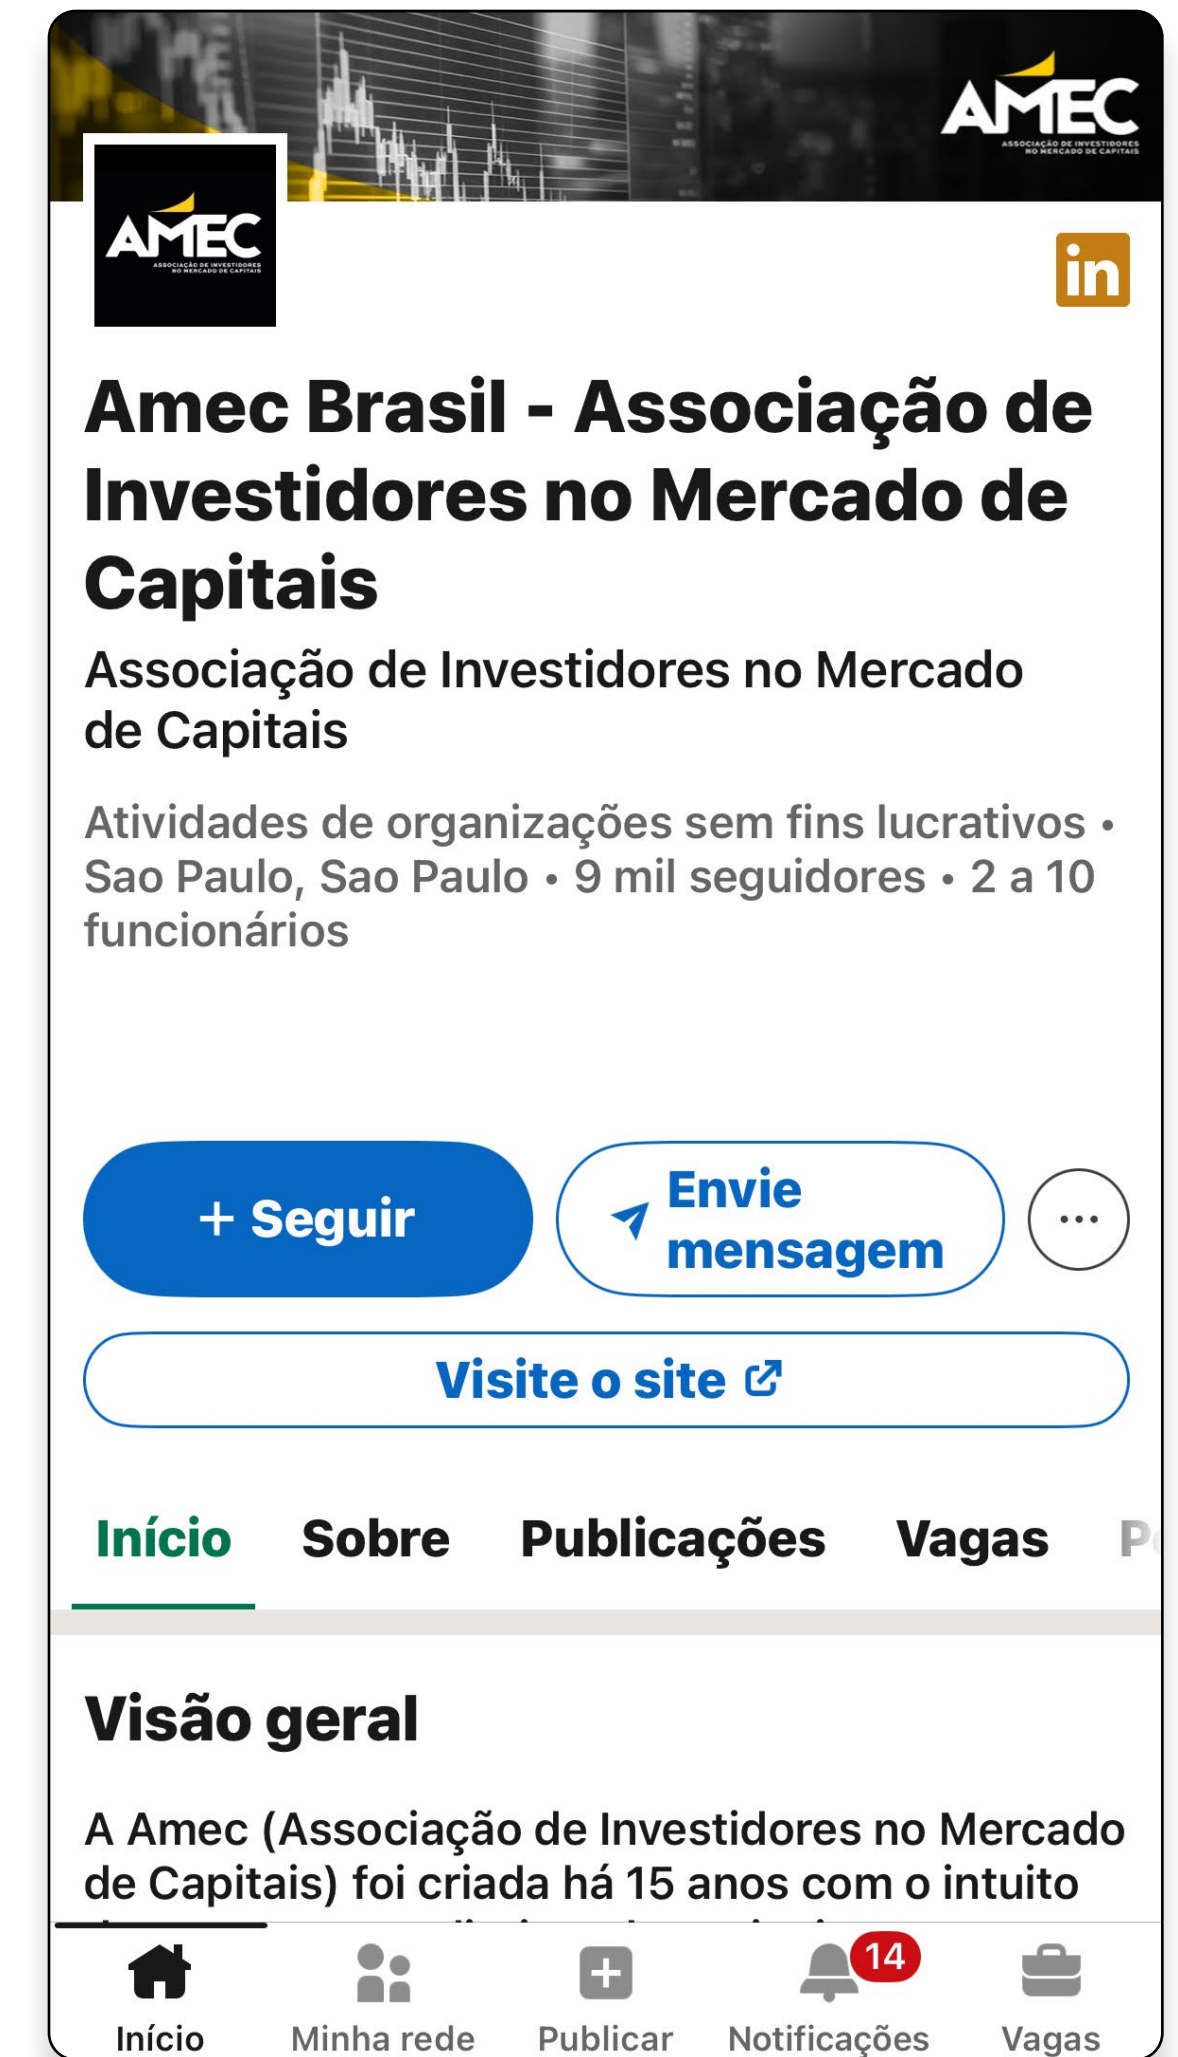 AMEC
ASSOCIAÇÃO DE INVESTIDORES
NO MERCADO DE CAPITAIS
AMEC
ASSOCIAÇÃO DE INVESTIDORES
NO MERCADO DE CAPITAIS
in
Amec Brasil - Associação de
Investidores no Mercado de
Capitais
Associação de Investidores no Mercado
de Capitais
Atividades de organizações sem fins lucrativos •
Sao Paulo, Sao Paulo • 9 mil seguidores • 2 a 10
funcionários
+ Seguir
Envie
mensagem
Visite o site
Início Sobre Publicações Vagas
Visão geral
A Amec (Associação de Investidores no Mercado
de Capitais) foi criada há 15 anos com o intuito
14
Início Minha rede Publicar Notificações Vagas